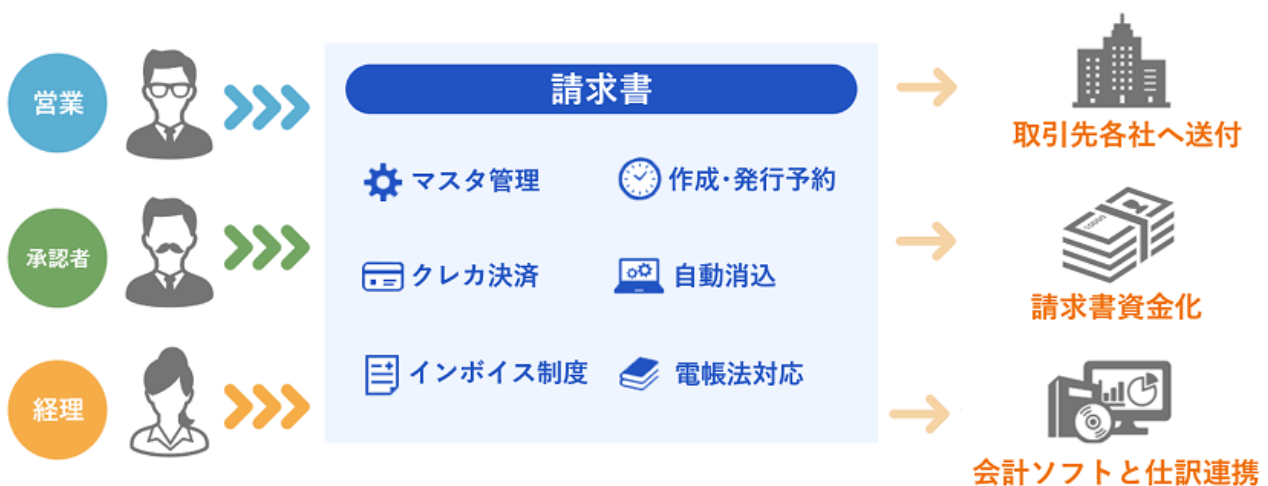 営業
承認者
経理
請求書
マスタ管理
作成・発行予約
クレカ決済
自動消込
インボイス制度
電帳法対応
取引先各社へ送付
請求書資金化
会計ソフトと仕訳連携